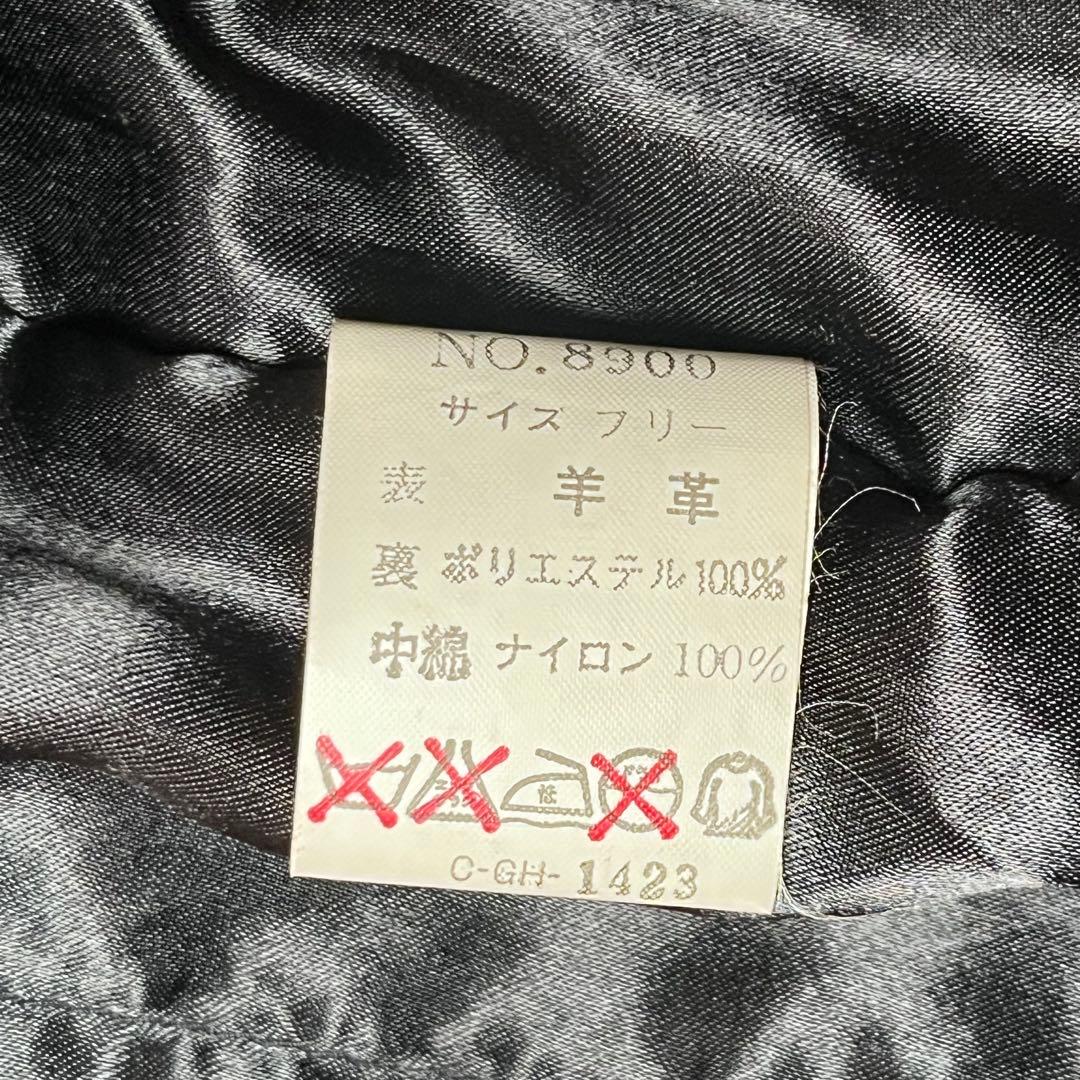 NO. 8900
サイズ フリー
表 羊 革
裏 ポリエステル100%
中綿 ナイロン 100%
低
C-GH- 1423